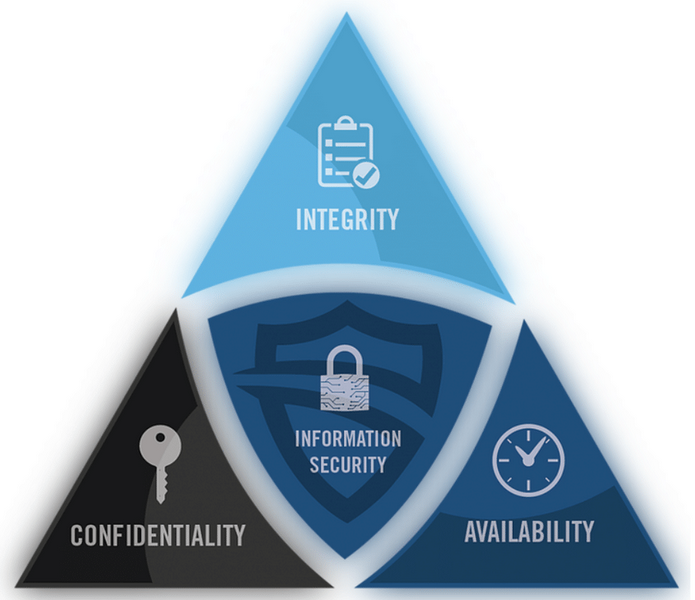 INTEGRITY
INFORMATION
SECURITY
CONFIDENTIALITY
AVAILABILITY